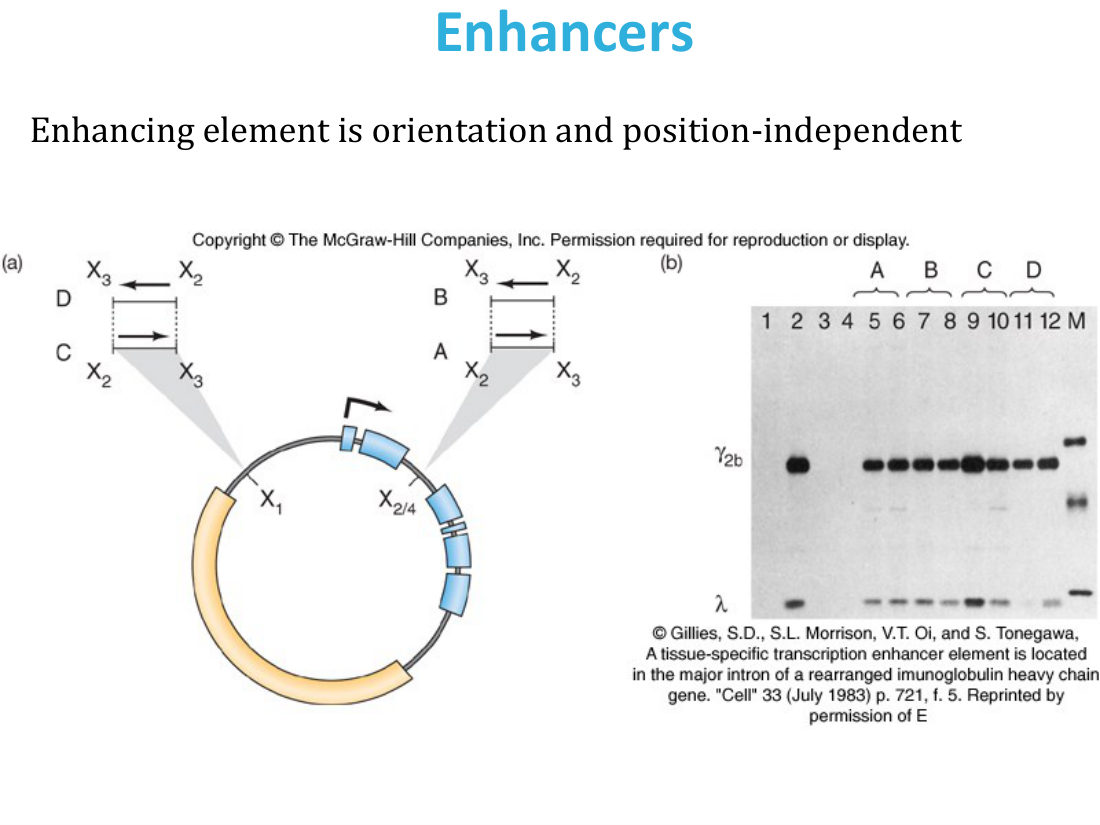 Enhancers
Enhancing element is orientation and position-independent
Copyright © The McGraw-Hill Companies, Inc. Permission required for reproduction or display.
(a)
X3 X2
D
C
X2 X3
X3 X2
B
A
X2 X3
X1
X2/4
(b)
A B C D
1 2 3 4 5 6 7 8 9 10 11 12 M
γ2b
λ
© Gillies, S.D., S.L. Morrison, V.T. Oi, and S. Tonegawa,
A tissue-specific transcription enhancer element is located
in the major intron of a rearranged imunoglobulin heavy chain
gene. "Cell" 33 (July 1983) p. 721, f. 5. Reprinted by
permission of E